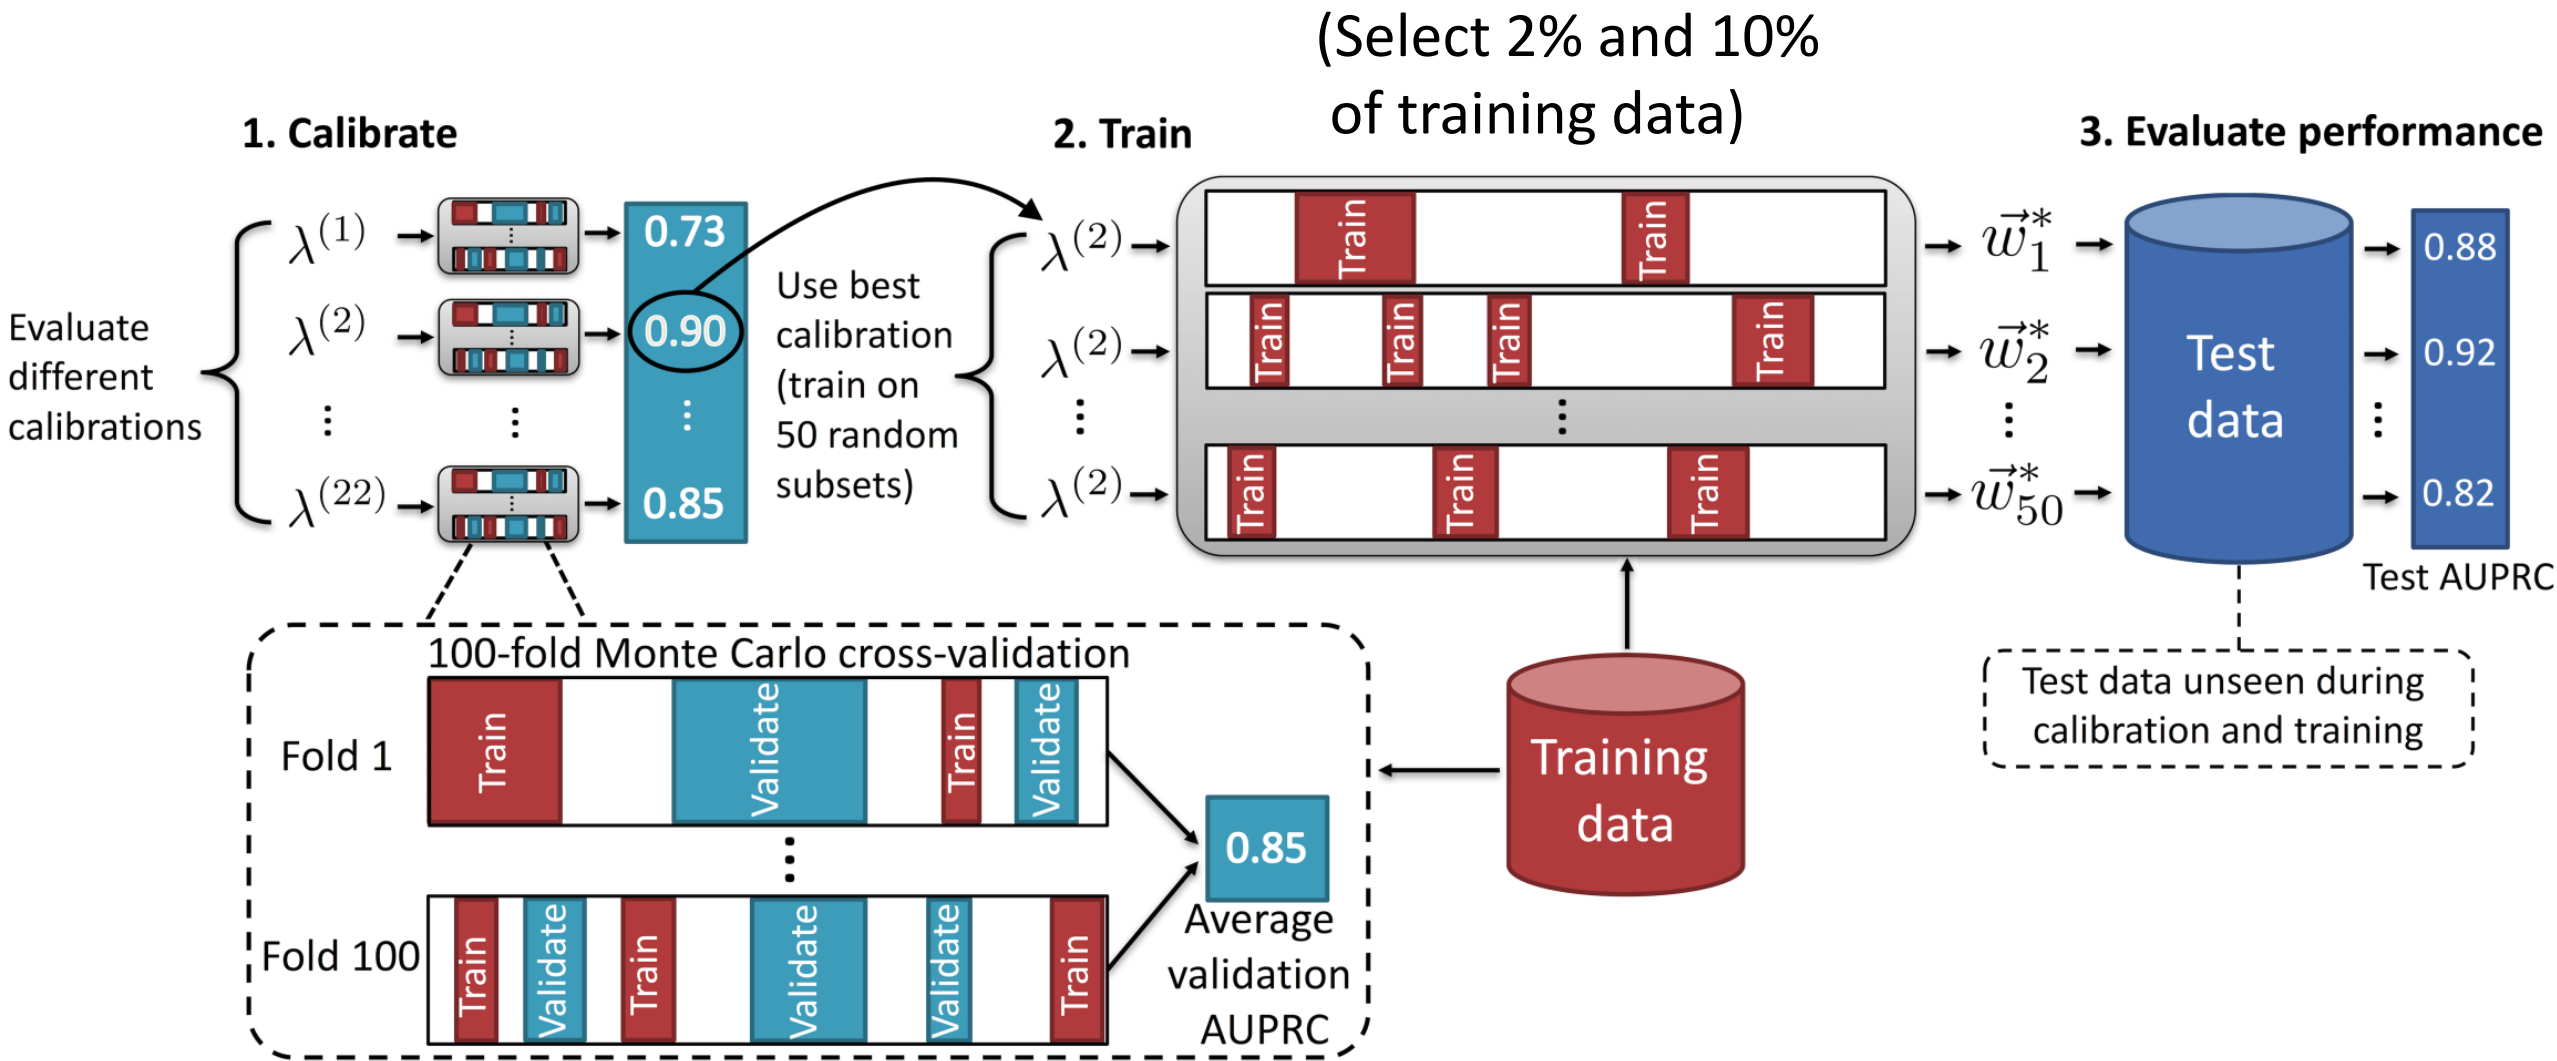 (Select 2% and 10%
of training data)
1. Calibrate
2. Train
3. Evaluate performance
Evaluate
different
calibrations
λ(1)
λ(2)
⋮
λ(22)
⋮
0.73
0.90
⋮
0.85
Use best
calibration
(train on
50 random
subsets)
λ(2)
λ(2)
⋮
λ(2)
Train
Train
Train
Train
Train
Train
⋮
Train
Train
Train
w⃗*1
w⃗*2
⋮
w⃗*50
Test
data
⋮
0.88
0.92
0.82
Test AUPRC
Test data unseen during
calibration and training
Training
data
100-fold Monte Carlo cross-validation
Fold 1
Train
Validate
Train
Validate
⋮
Fold 100
Train
Validate
Train
Validate
Validate
Train
0.85
Average
validation
AUPRC